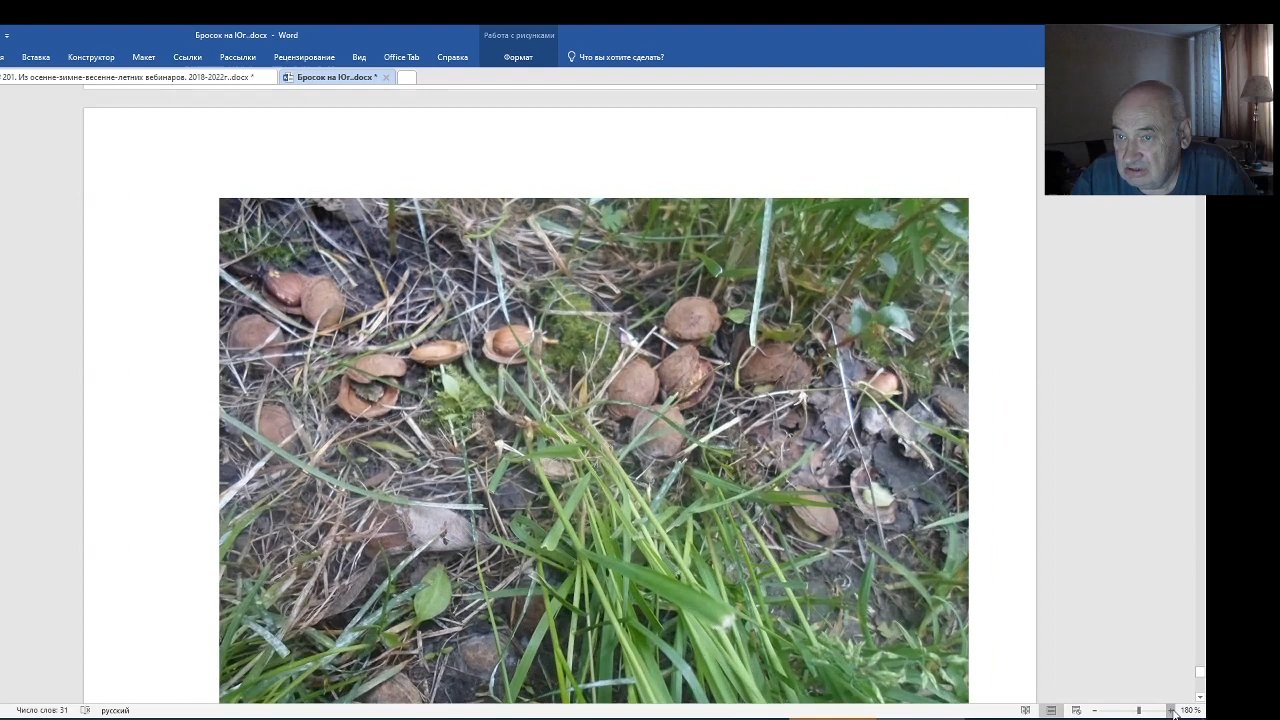 Бросок на Юг..docx - Word
Работа с рисунками
Вставка Конструктор Макет Ссылки Рассылки Рецензирование Вид Office Tab Справка Формат Что вы хотите сделать?
201. Из осенне-зимне-весенне-летних вебинаров. 2018-2022г..docx * Бросок на Юг..docx *
Число слов: 31 русский 180 %